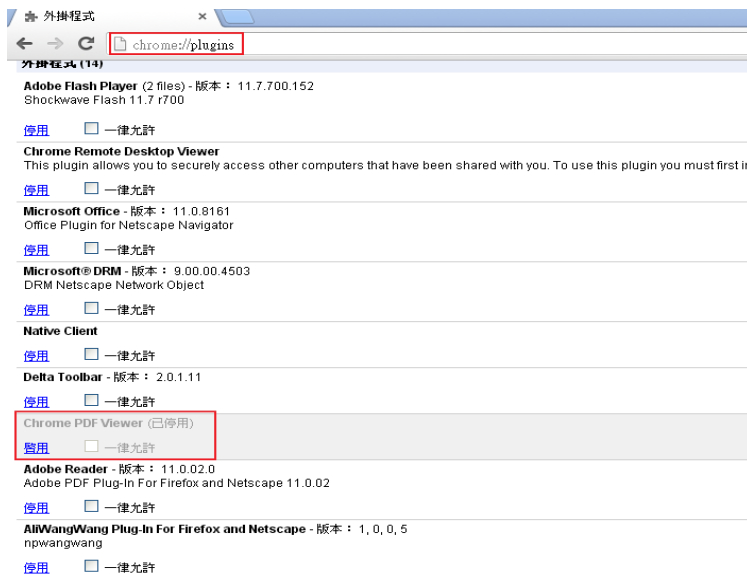 外掛程式 ×
chrome://plugins
外掛程式 (14)
Adobe Flash Player (2 files) - 版本： 11.7.700.152
Shockwave Flash 11.7 r700
停用 一律允許
Chrome Remote Desktop Viewer
This plugin allows you to securely access other computers that have been shared with you. To use this plugin you must first
停用 一律允許
Microsoft Office - 版本： 11.0.8161
Office Plugin for Netscape Navigator
停用 一律允許
Microsoft® DRM - 版本： 9.00.00.4503
DRM Netscape Network Object
停用 一律允許
Native Client
停用 一律允許
Delta Toolbar - 版本： 2.0.1.11
停用 一律允許
Chrome PDF Viewer (已停用)
啟用 一律允許
Adobe Reader - 版本： 11.0.02.0
Adobe PDF Plug-In For Firefox and Netscape 11.0.02
停用 一律允許
AliWangWang Plug-In For Firefox and Netscape - 版本： 1, 0, 0, 5
npwangwang
停用 一律允許